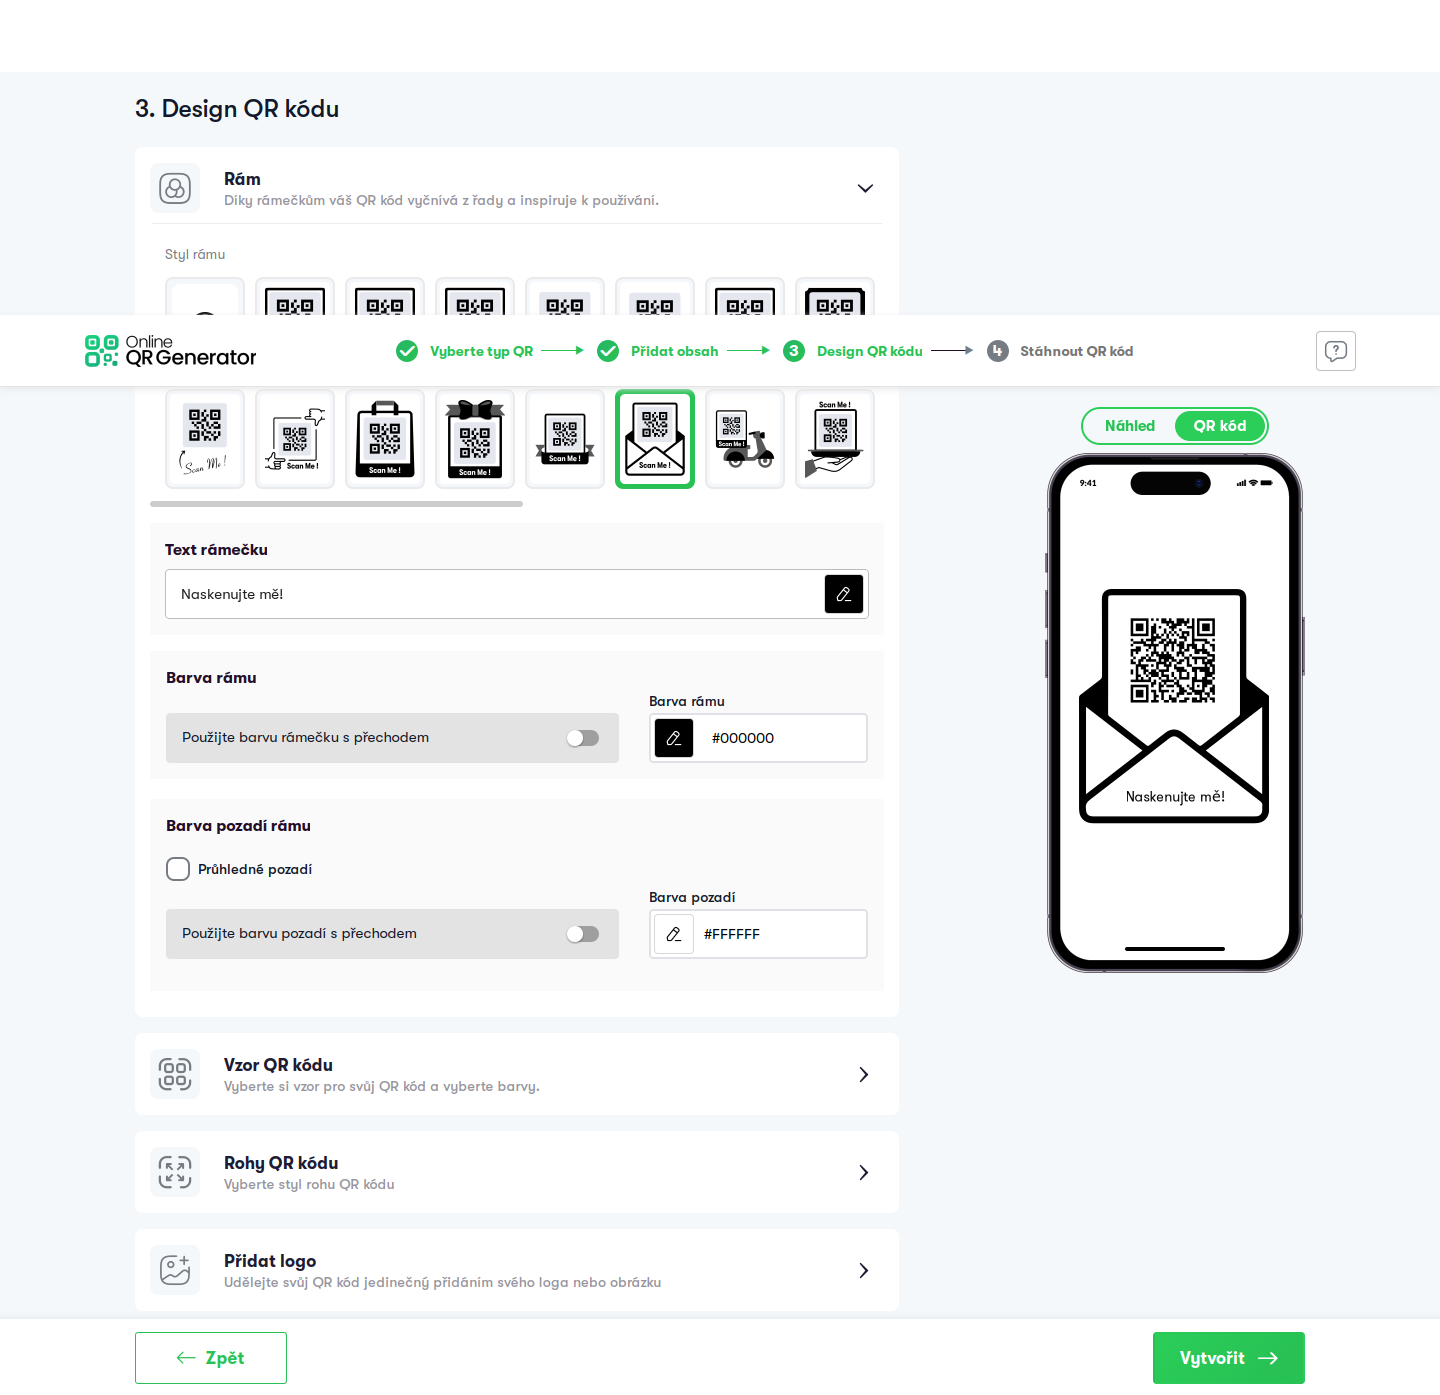 3. Design QR kódu
Rám
Díky rámečkům váš QR kód vyčnívá z řady a inspiruje k používání.
Styl rámu
Online
QR Generator
Vyberte typ QR
Přidat obsah
3
Design QR kódu
4
Stáhnout QR kód
Scan Me !
Scan Me !
Scan Me !
Scan Me !
Scan Me !
Scan Me !
Scan Me !
Scan Me !
Náhled
QR kód
9:41
Text rámečku
Naskenujte mě!
Barva rámu
Barva rámu
Použijte barvu rámečku s přechodem
#000000
Naskenujte mě!
Barva pozadí rámu
Průhledné pozadí
Barva pozadí
Použijte barvu pozadí s přechodem
#FFFFFF
Vzor QR kódu
Vyberte si vzor pro svůj QR kód a vyberte barvy.
Rohy QR kódu
Vyberte styl rohu QR kódu
Přidat logo
Udělejte svůj QR kód jedinečný přidáním svého loga nebo obrázku
Zpět
Vytvořit